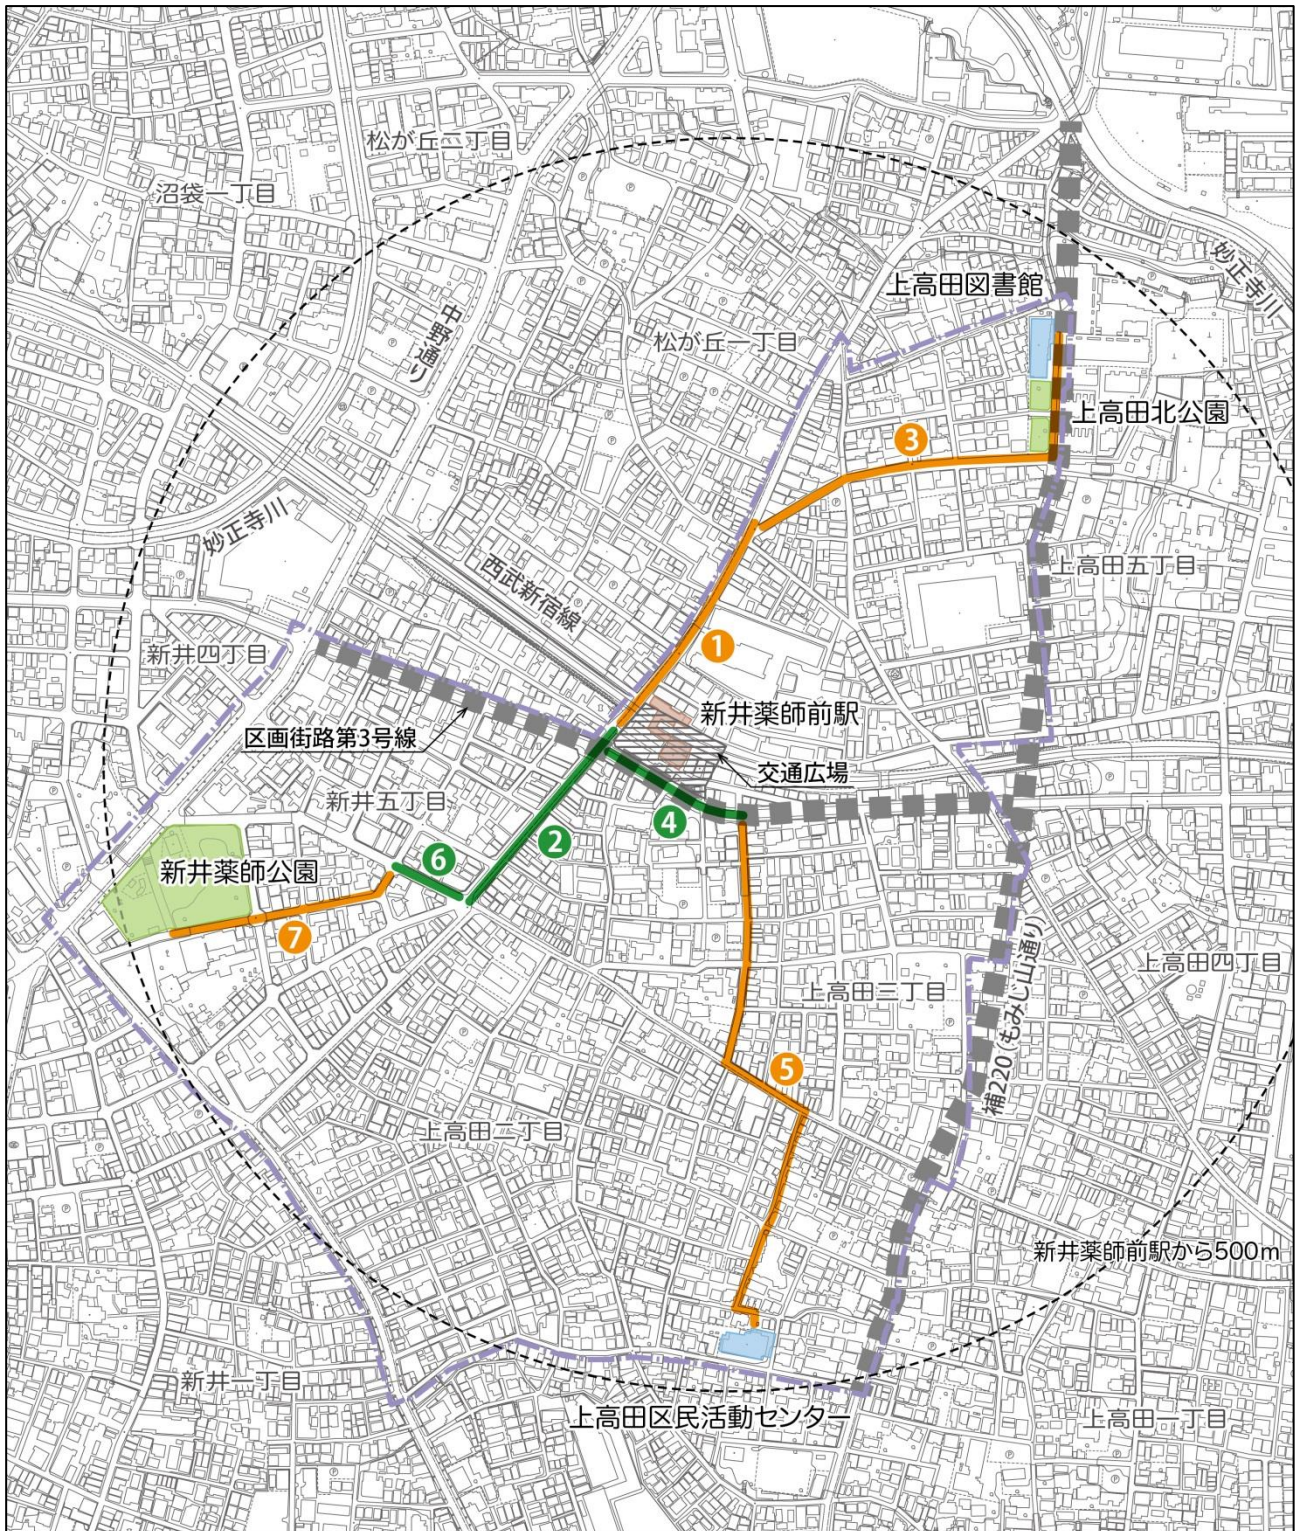 松が丘二丁目
沼袋一丁目
妙正寺川
上高田図書館
中野通り
松が丘一丁目
上高田北公園
3
妙正寺川
西武新宿線
上高田五丁目
新井四丁目
1
新井薬師前駅
区画街路第3号線
交通広場
新井五丁目
4
2
6
新井薬師公園
7
上高田四丁目
上高田三丁目
補220（もみじ山通り）
5
上高田二丁目
新井薬師前駅から500m
新井一丁目
上高田区民活動センター
上高田一丁目